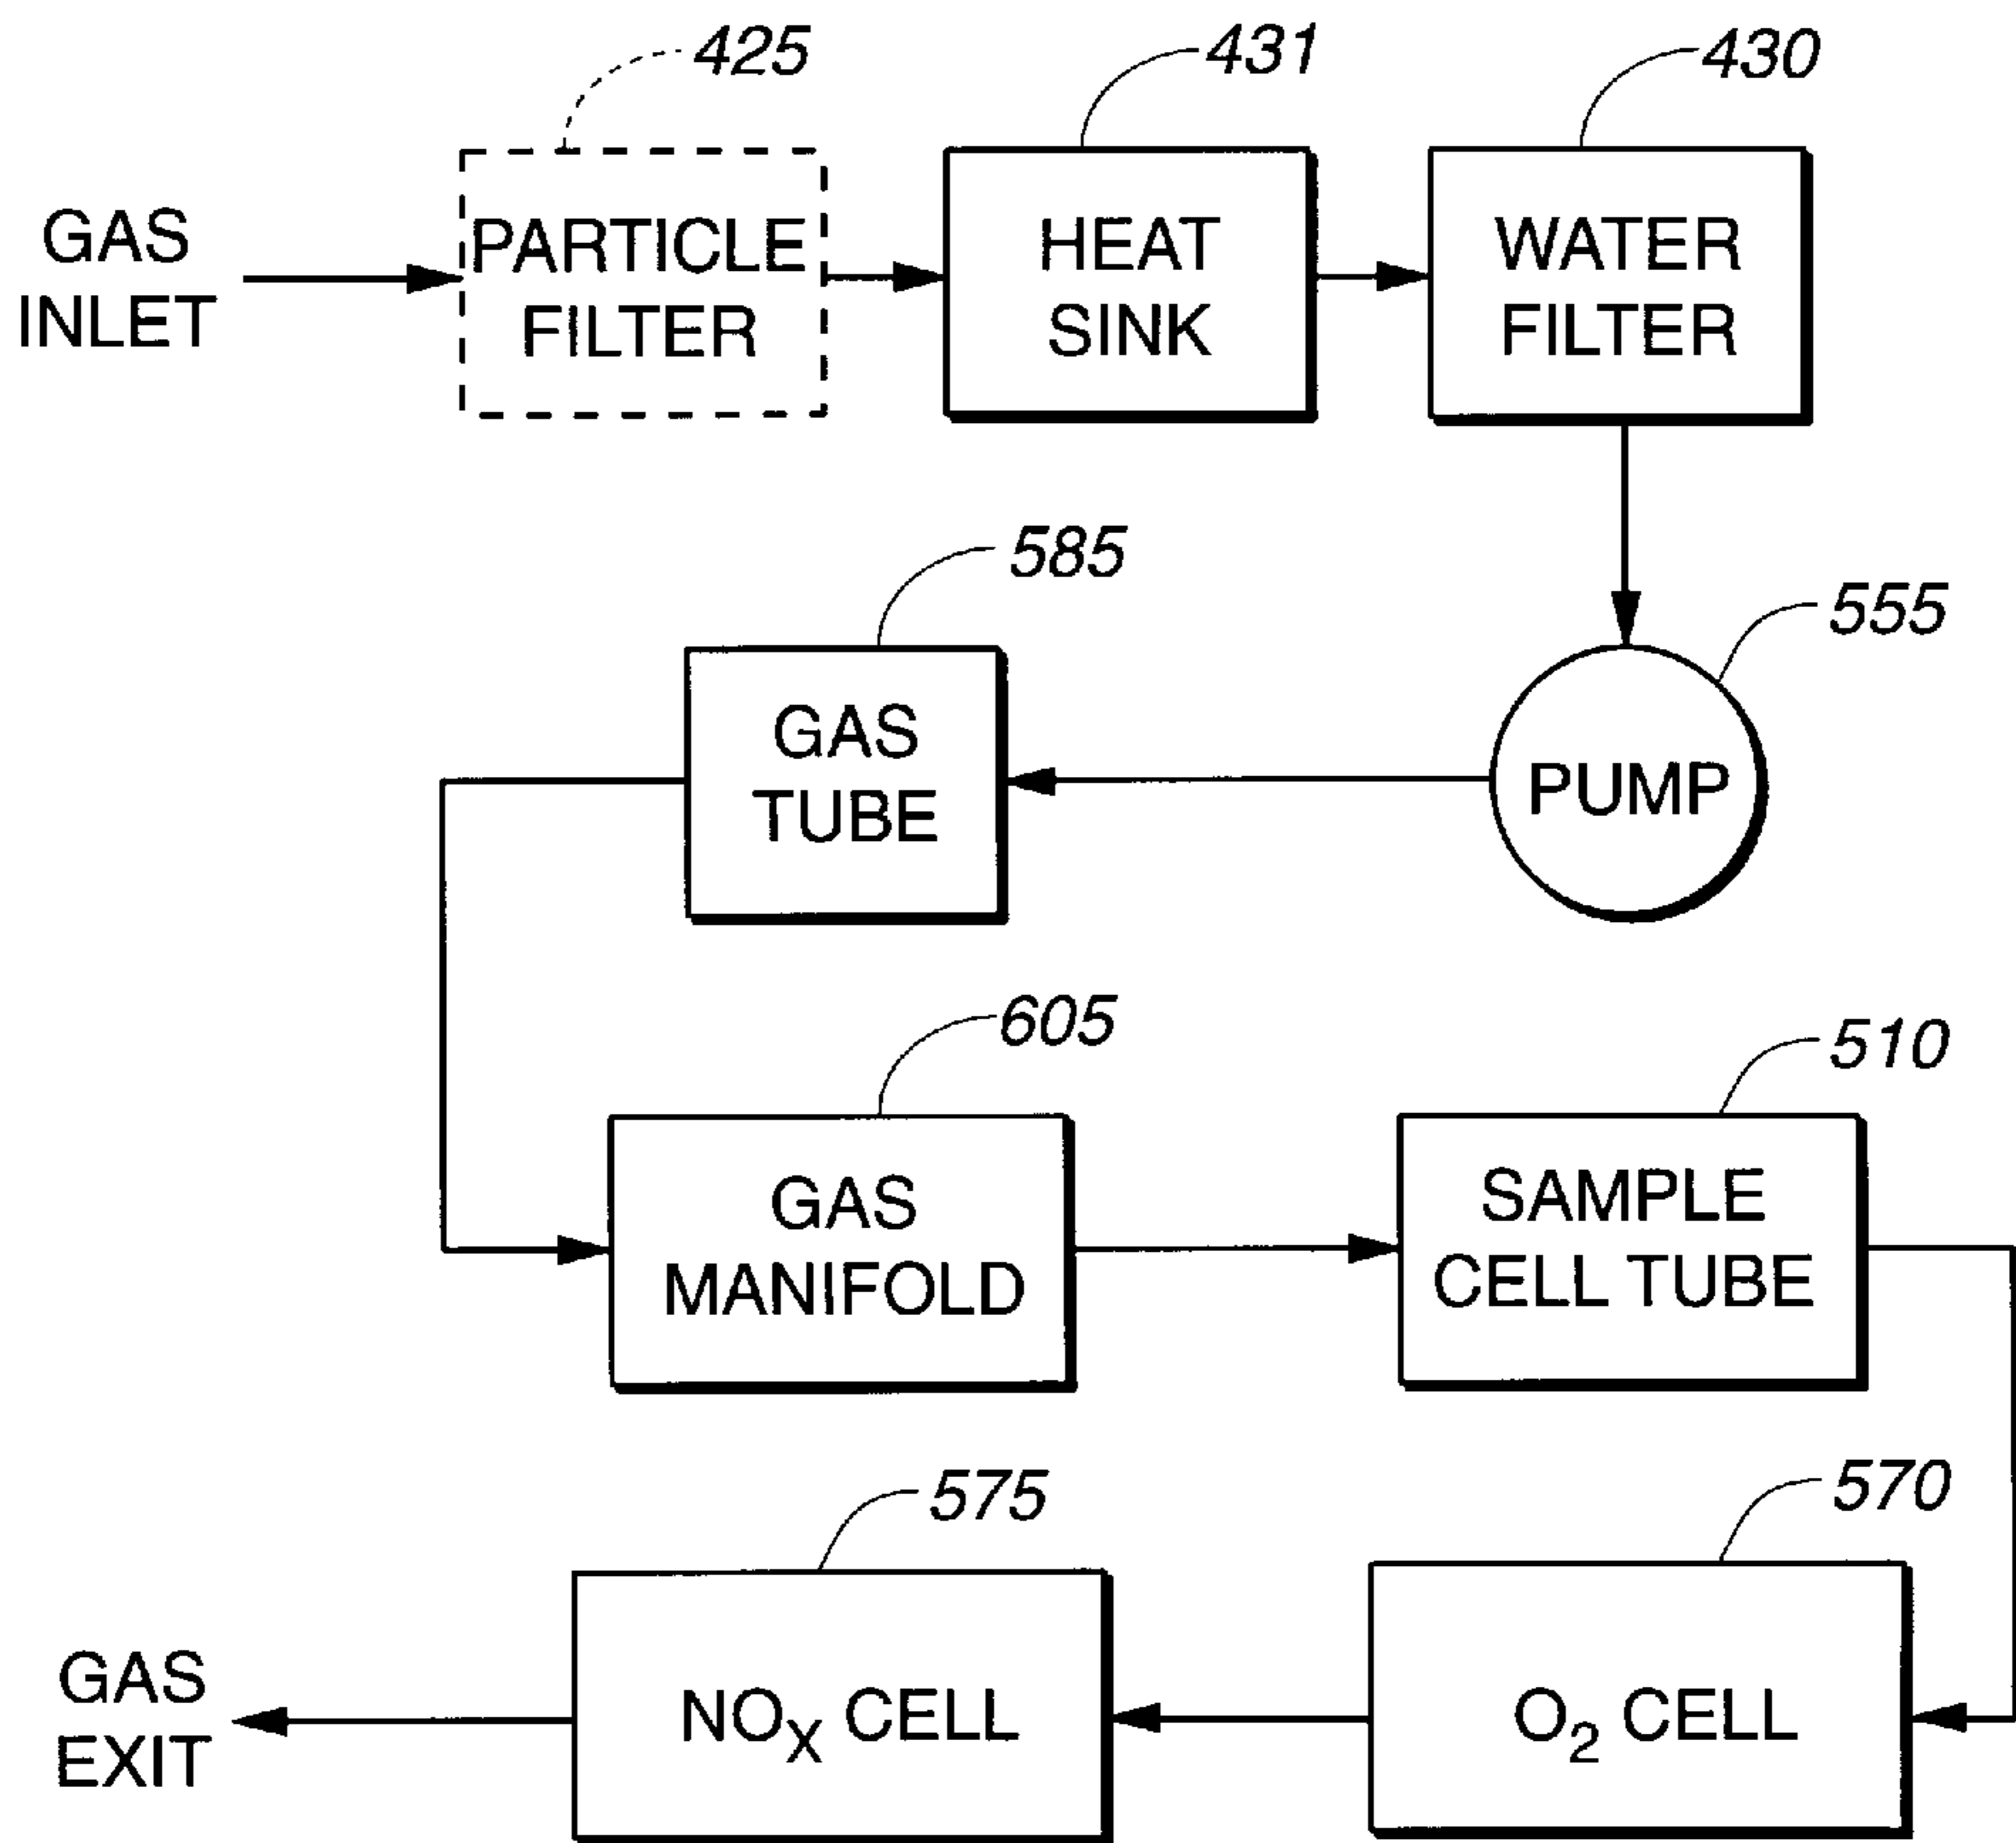 425
431
430
GAS
INLET
PARTICLE
FILTER
HEAT
SINK
WATER
FILTER
585
555
GAS
TUBE
PUMP
605
510
GAS
MANIFOLD
SAMPLE
CELL TUBE
575
570
GAS
EXIT
NOX CELL
O2 CELL